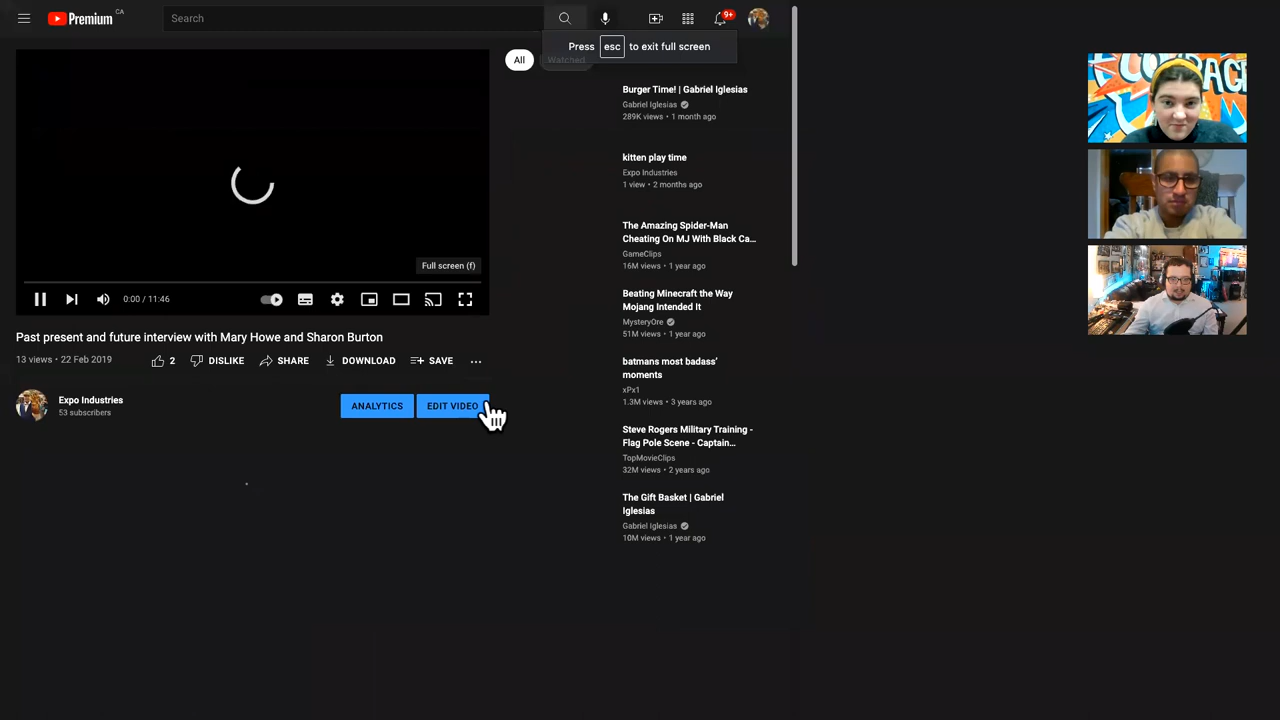 Premium CA
Search
9+
Press esc to exit full screen
All
Watched
Full screen (f)
0:00 / 11:46
Past present and future interview with Mary Howe and Sharon Burton
13 views • 22 Feb 2019
2
DISLIKE
SHARE
DOWNLOAD
SAVE
Expo Industries
53 subscribers
ANALYTICS
EDIT VIDEO
Burger Time! | Gabriel Iglesias
Gabriel Iglesias
289K views • 1 month ago
kitten play time
Expo Industries
1 view • 2 months ago
The Amazing Spider-Man
Cheating On MJ With Black Ca...
GameClips
16M views • 1 year ago
Beating Minecraft the Way
Mojang Intended It
MysteryOre
51M views • 1 year ago
batmans most badass'
moments
xPx1
1.3M views • 3 years ago
Steve Rogers Military Training -
Flag Pole Scene - Captain...
TopMovieClips
32M views • 2 years ago
The Gift Basket | Gabriel
Iglesias
Gabriel Iglesias
10M views • 1 year ago